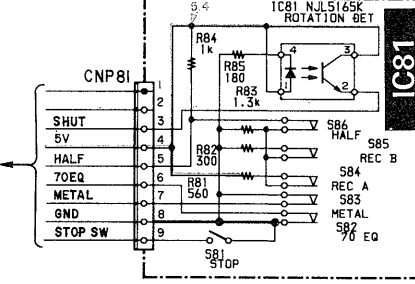 5.4
IC81 NJL5165K
ROTATION DET
R84
1k
R85
180
R83
1.3k
4
3
1
2
IC81
CNP81
1
2
SHUT 3
5V 4
HALF 5
70EQ 6
METAL 7
GND 8
STOP SW 9
R82
300
R81
560
S86
HALF
S85
REC B
S84
REC A
S83
METAL
S82
70 EQ
S81
STOP